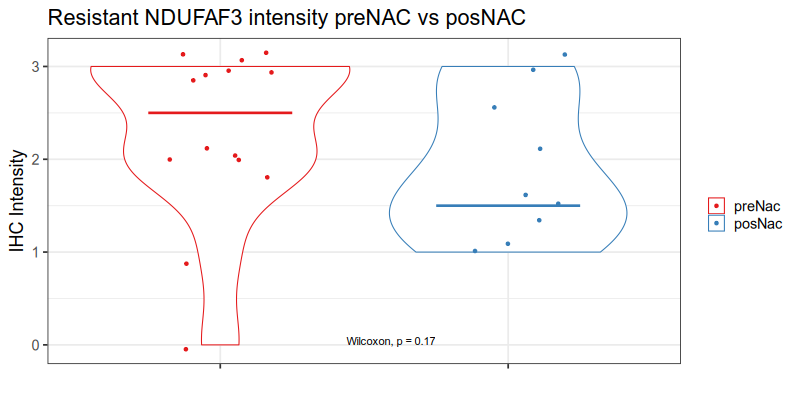 Resistant NDUFAF3 intensity preNAC vs posNAC
IHC Intensity
3
2
1
0
Wilcoxon, p = 0.17
preNac
posNac